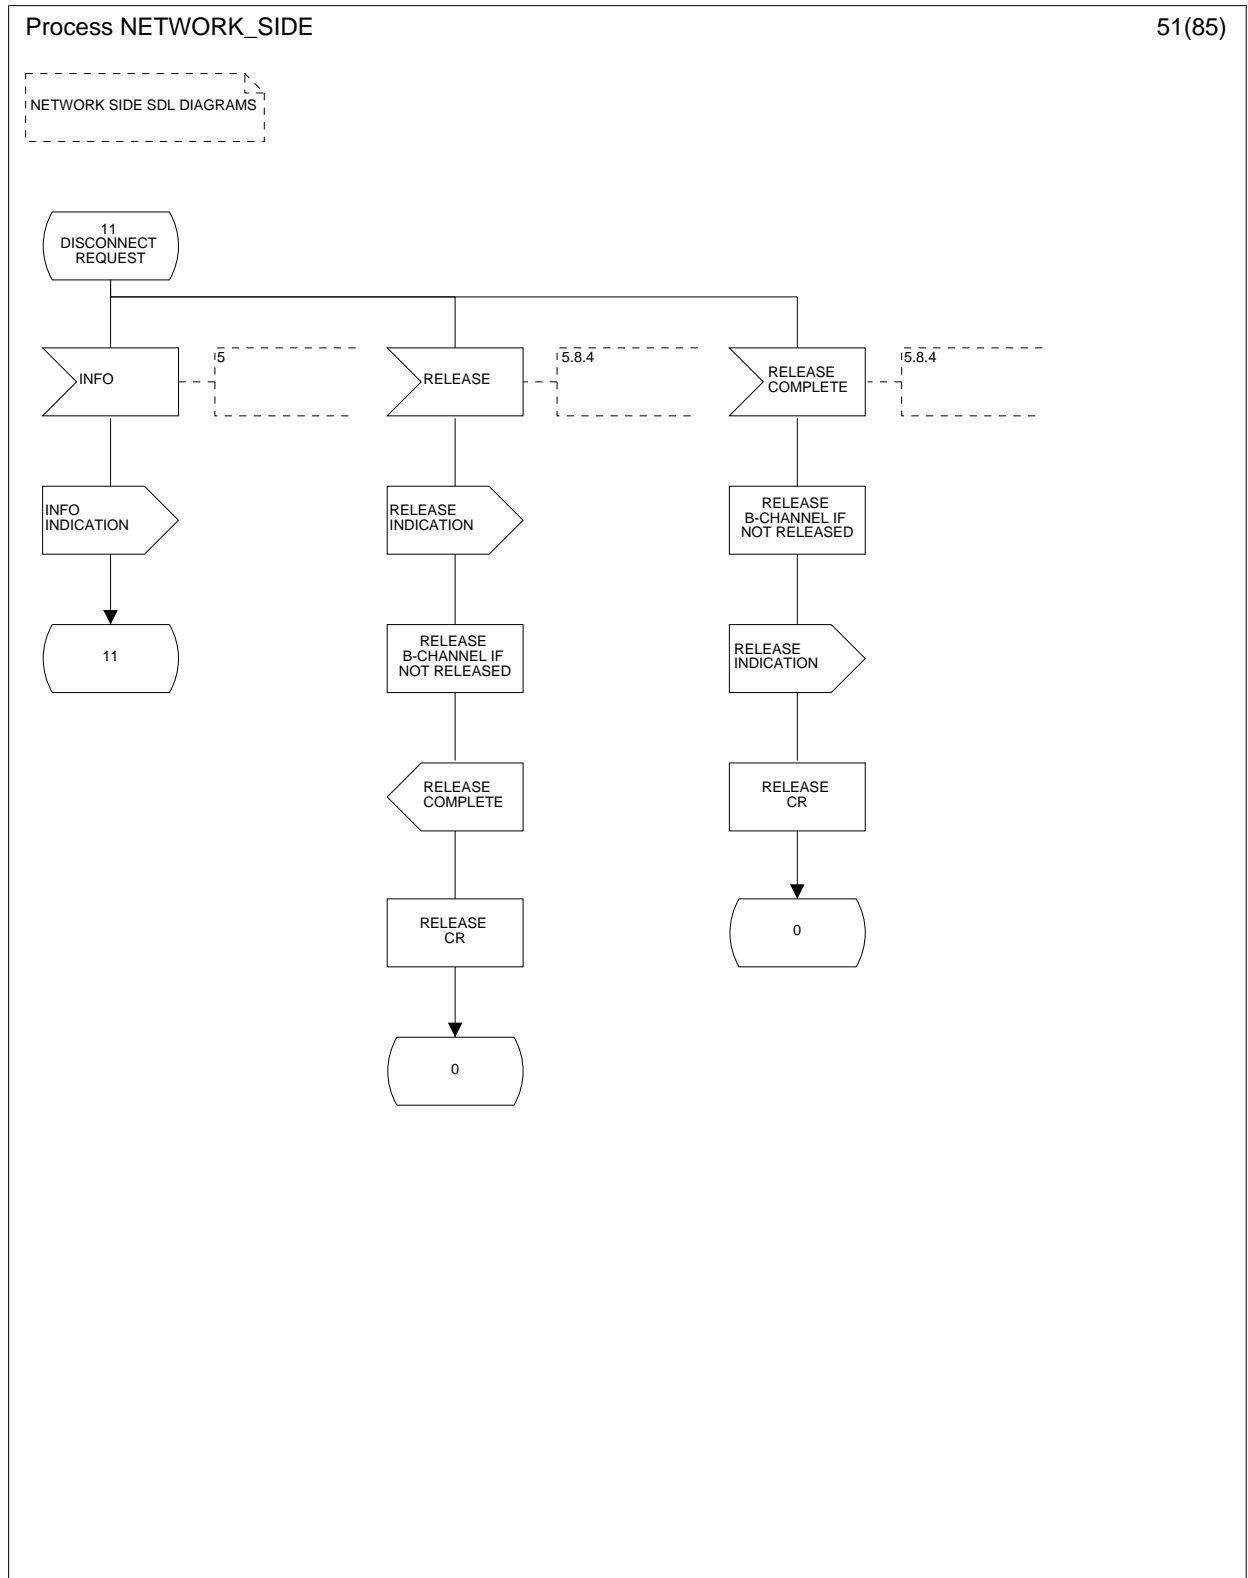 Process NETWORK_SIDE
51(85)
NETWORK SIDE SDL DIAGRAMS
11
DISCONNECT
REQUEST
INFO
5
RELEASE
5.8.4
RELEASE
COMPLETE
5.8.4
INFO
INDICATION
RELEASE
INDICATION
RELEASE
B-CHANNEL IF
NOT RELEASED
11
RELEASE
B-CHANNEL IF
NOT RELEASED
RELEASE
INDICATION
RELEASE
COMPLETE
RELEASE
CR
RELEASE
CR
0
0